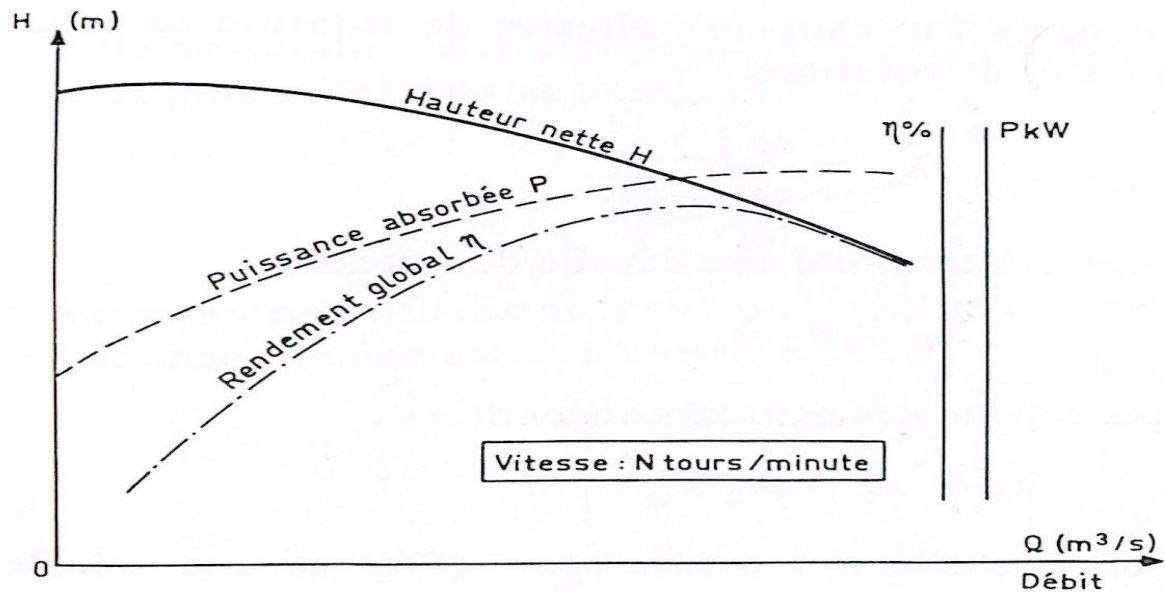 H (m)
Hauteur nette H
η%
PkW
Puissance absorbée P
Rendement global η
Vitesse : N tours/minute
0
Q (m³/s)
Débit